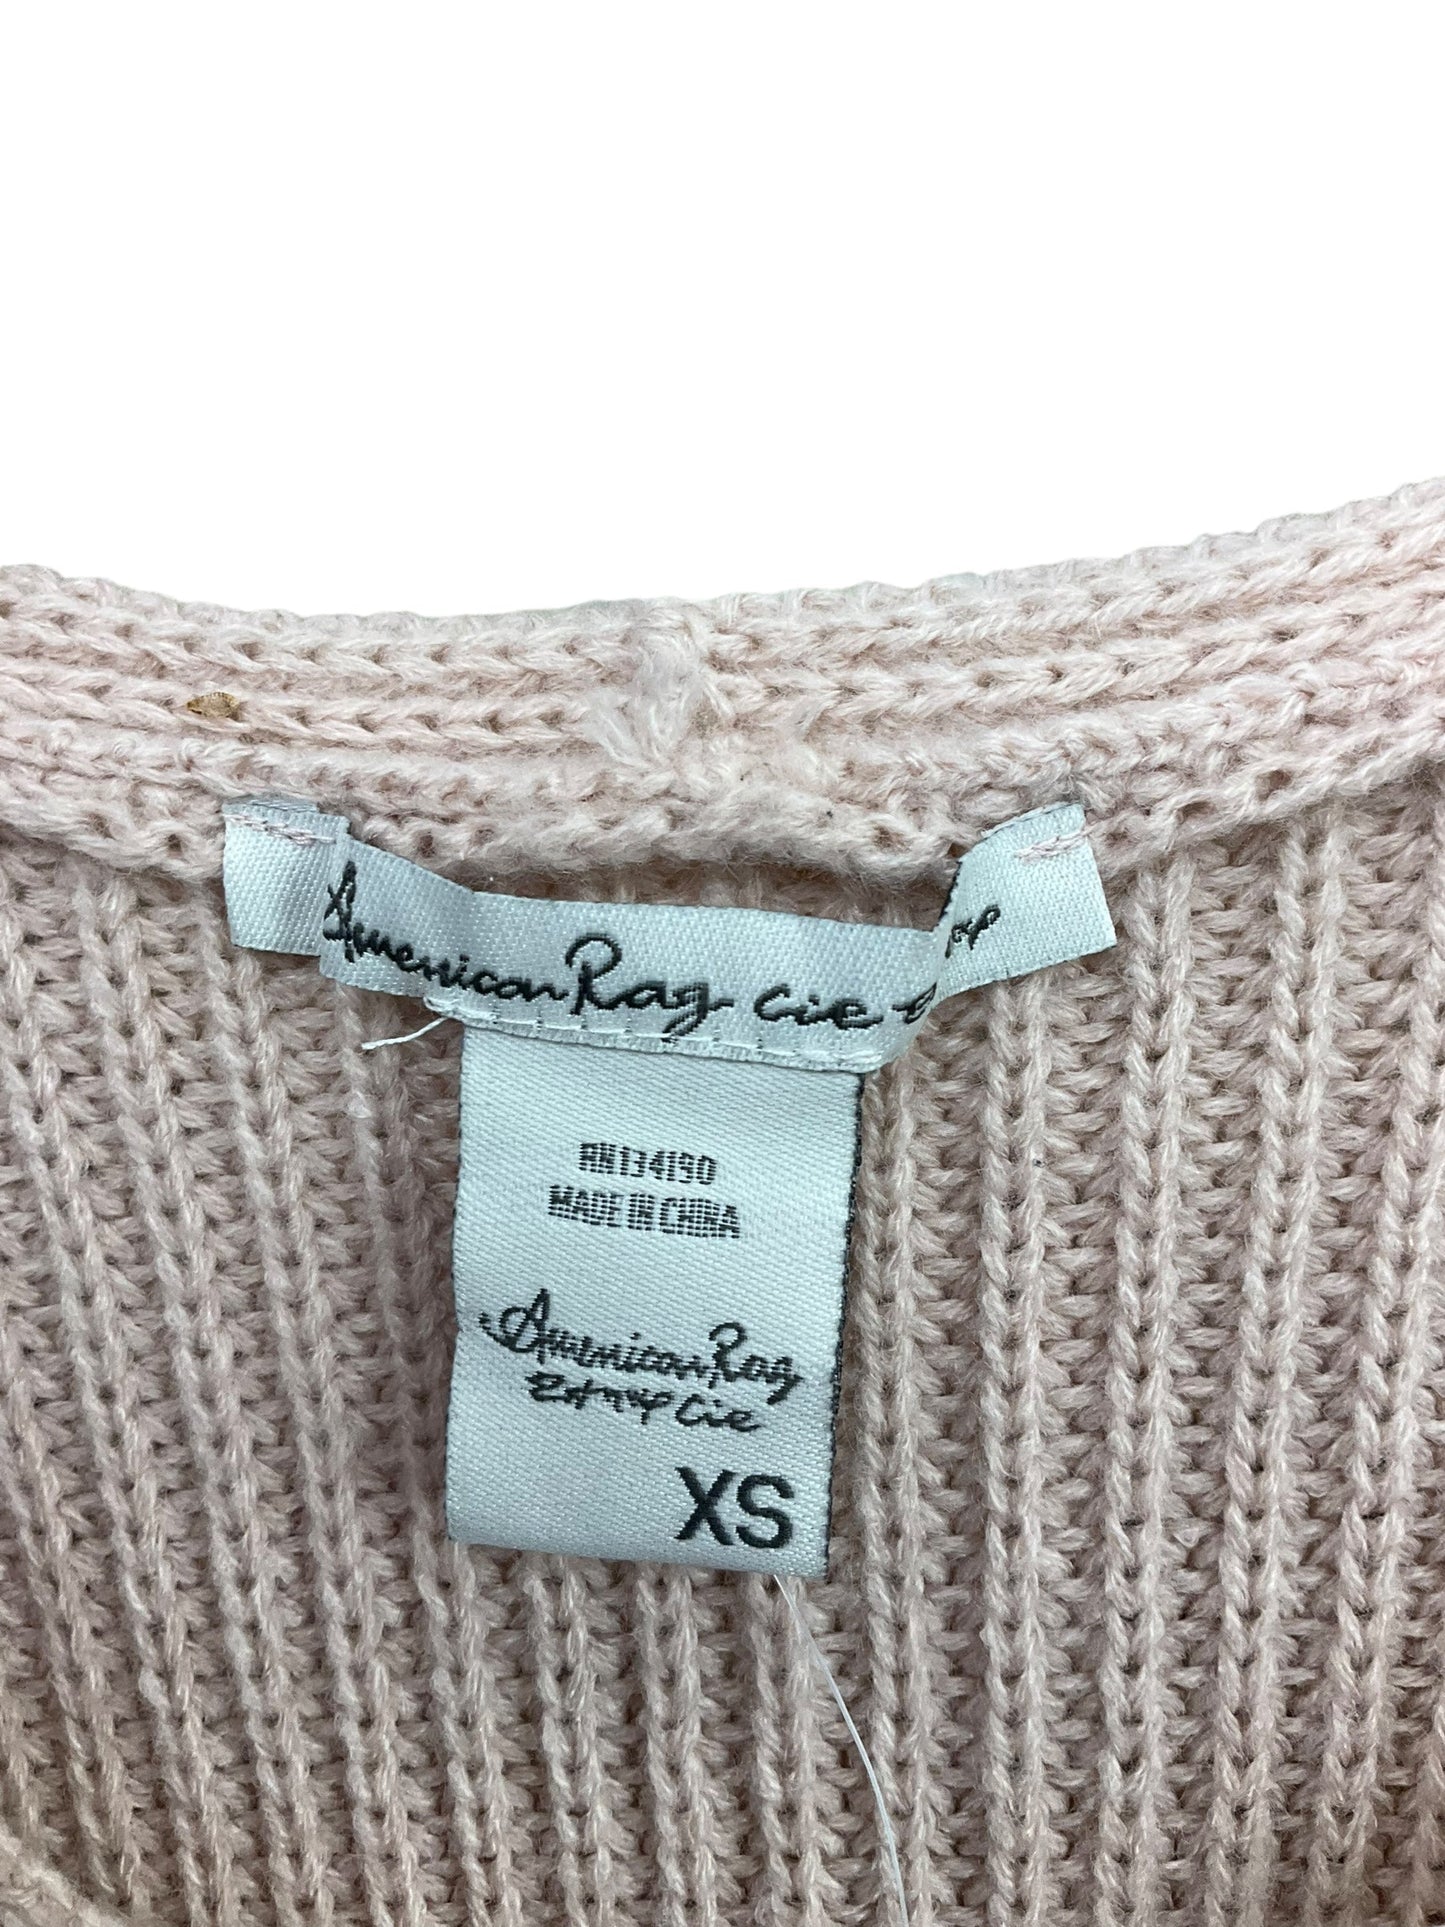 American Rag Cie
RN134190
MADE IN CHINA
American Rag
Cie
XS